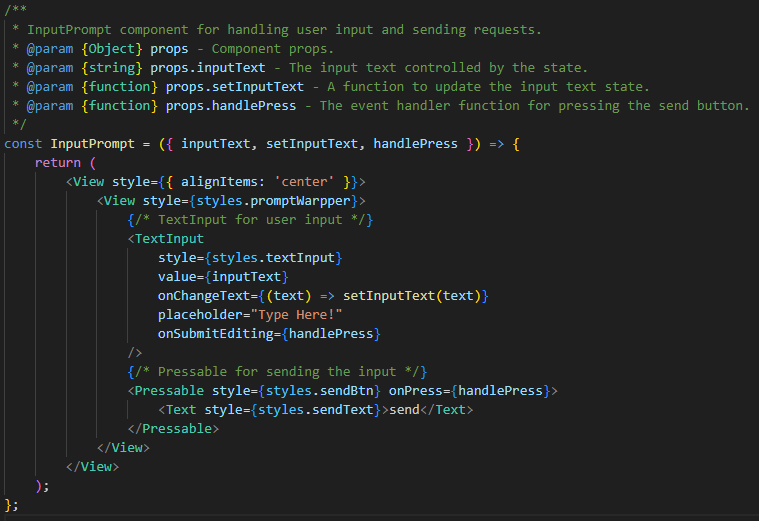 /**
 * InputPrompt component for handling user input and sending requests.
 * @param {Object} props - Component props.
 * @param {string} props.inputText - The input text controlled by the state.
 * @param {function} props.setInputText - A function to update the input text state.
 * @param {function} props.handlePress - The event handler function for pressing the send button.
 */
const InputPrompt = ({ inputText, setInputText, handlePress }) => {
    return (
        <View style={{ alignItems: 'center' }}>
            <View style={styles.promptWarpper}>
                {/* TextInput for user input */}
                <TextInput
                    style={styles.textInput}
                    value={inputText}
                    onChangeText={(text) => setInputText(text)}
                    placeholder="Type Here!"
                    onSubmitEditing={handlePress}
                />
                {/* Pressable for sending the input */}
                <Pressable style={styles.sendBtn} onPress={handlePress}>
                    <Text style={styles.sendText}>send</Text>
                </Pressable>
            </View>
        </View>
    );
};